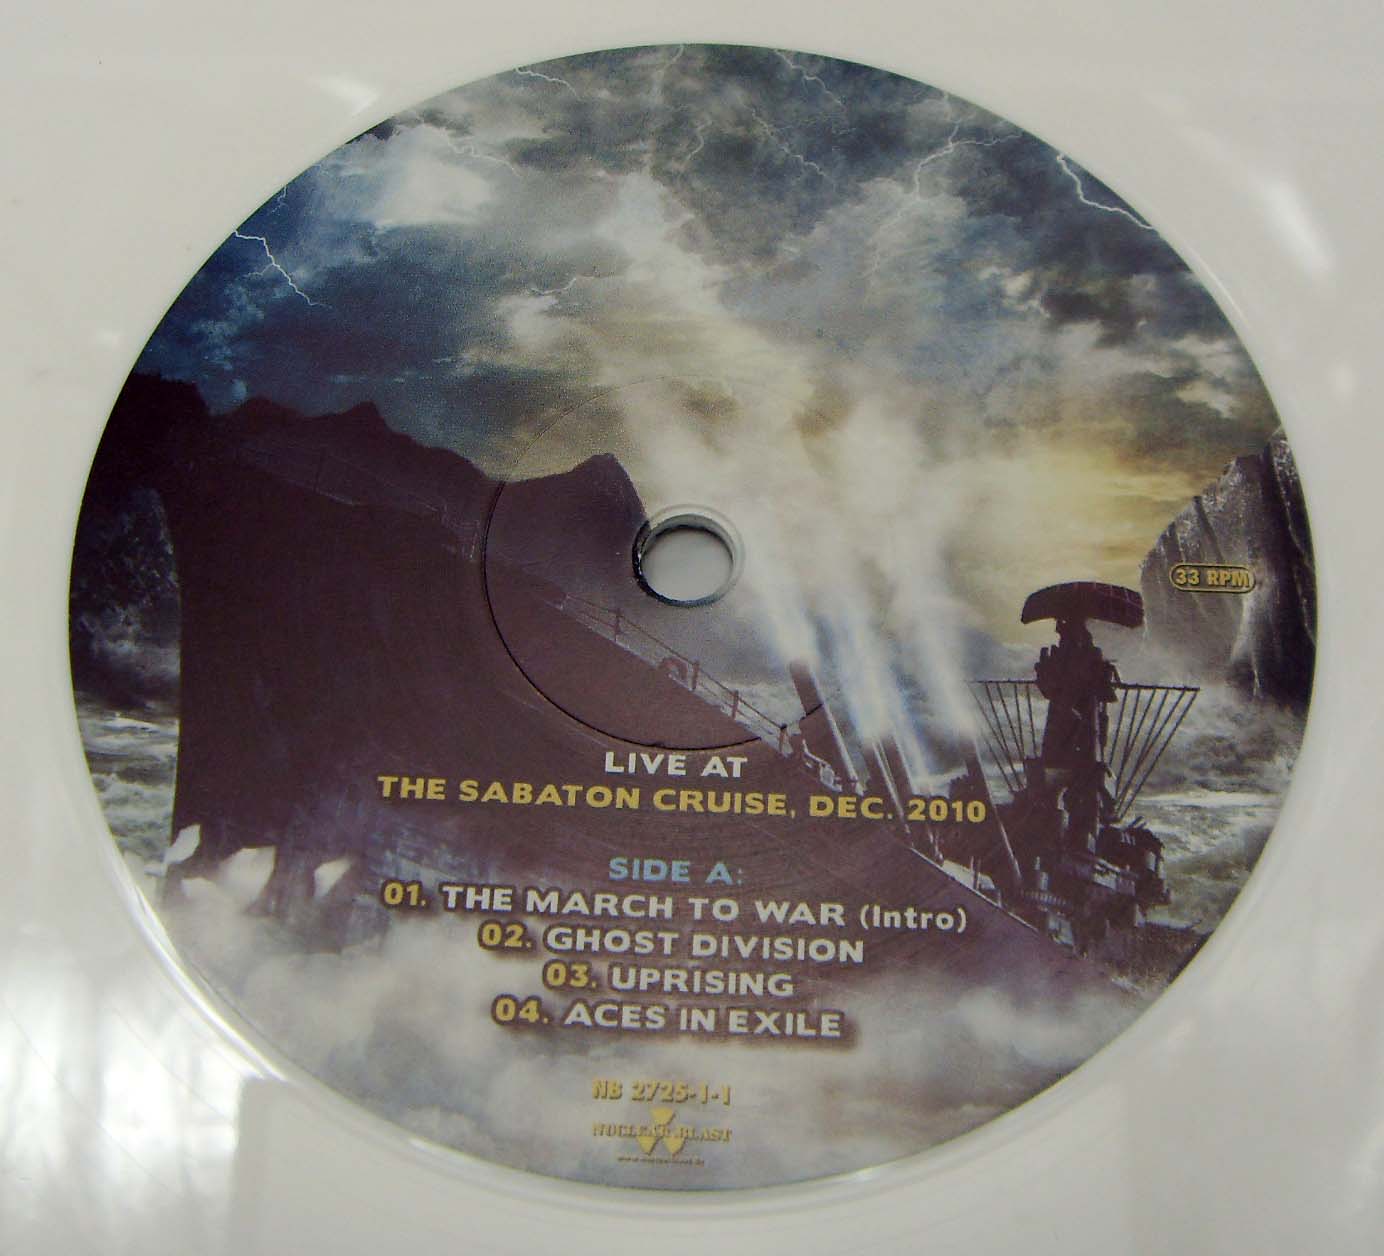 33 RPM
LIVE AT
THE SABATON CRUISE, DEC. 2010
SIDE A:
01. THE MARCH TO WAR (Intro)
02. GHOST DIVISION
03. UPRISING
04. ACES IN EXILE
NB 2725-1-1
NUCLEAR BLAST